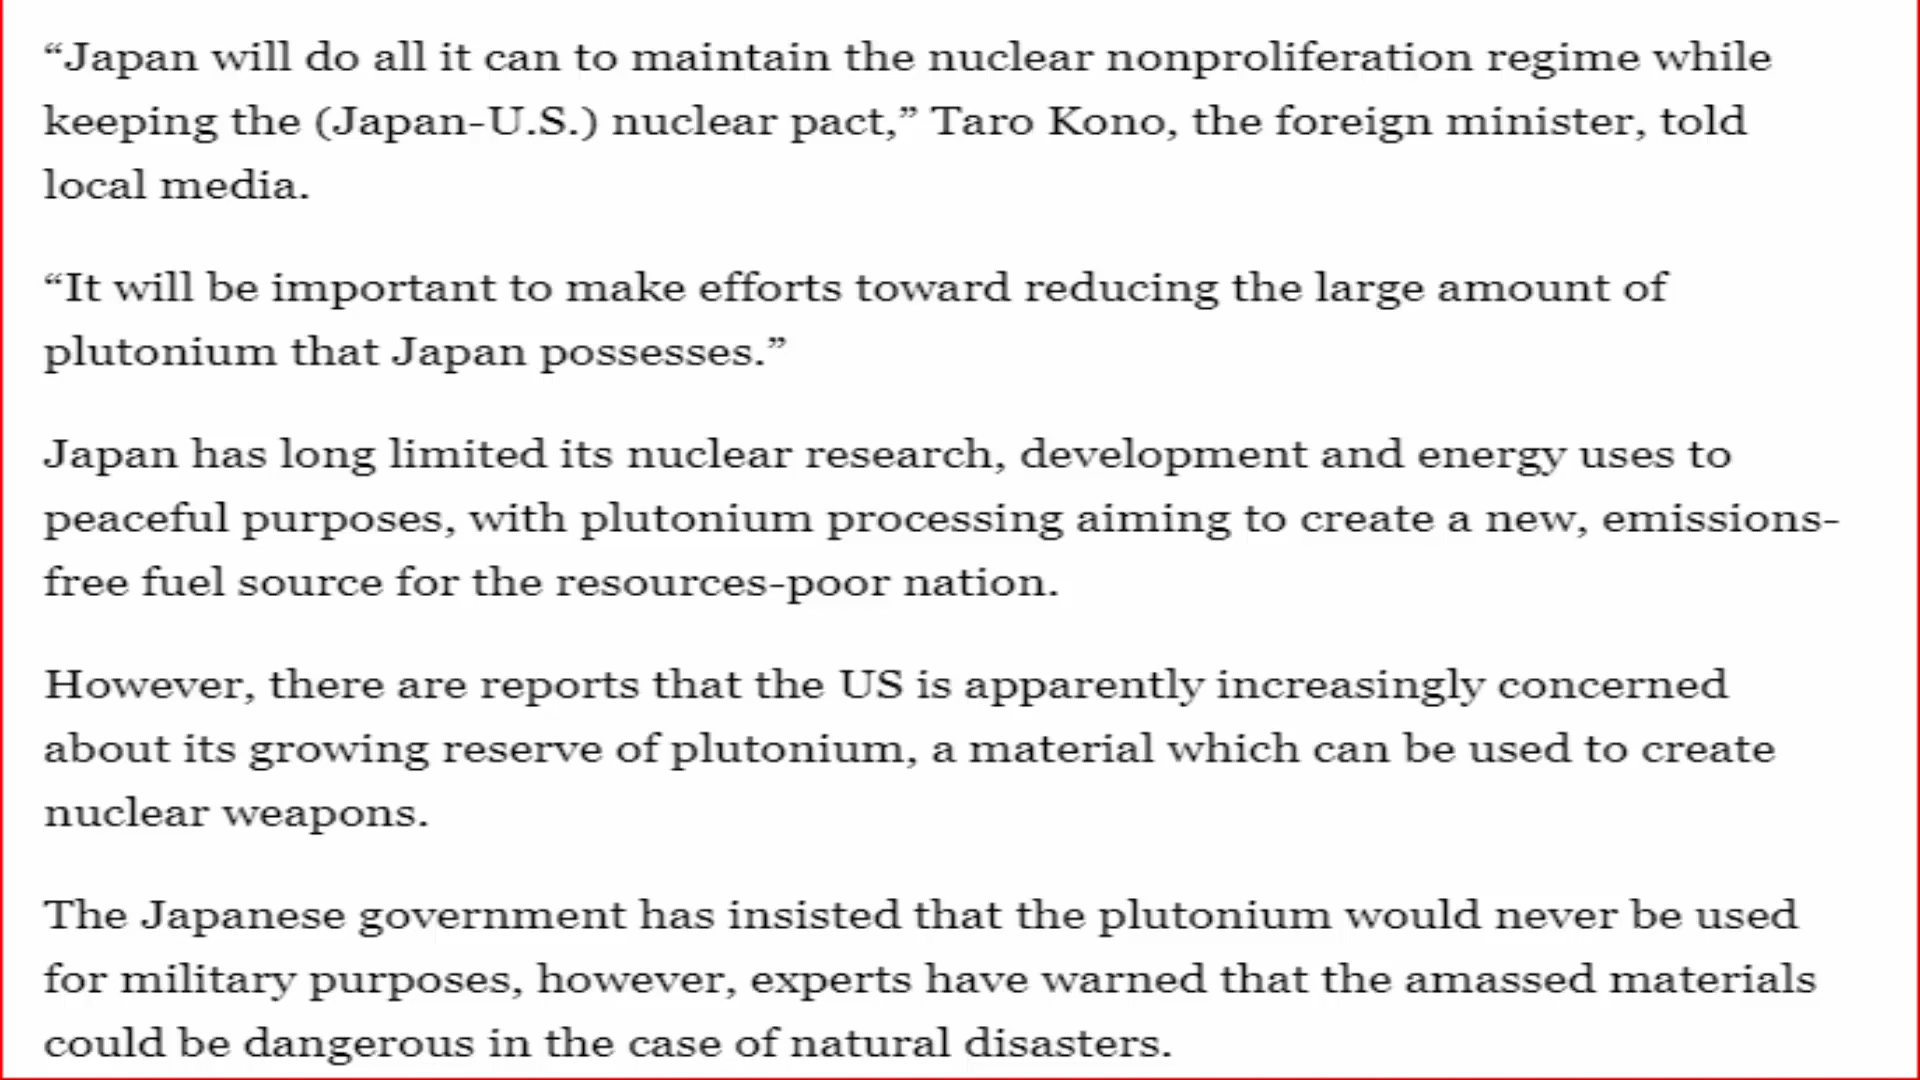 “Japan will do all it can to maintain the nuclear nonproliferation regime while
keeping the (Japan-U.S.) nuclear pact,” Taro Kono, the foreign minister, told
local media.
“It will be important to make efforts toward reducing the large amount of
plutonium that Japan possesses.”
Japan has long limited its nuclear research, development and energy uses to
peaceful purposes, with plutonium processing aiming to create a new, emissions-
free fuel source for the resources-poor nation.
However, there are reports that the US is apparently increasingly concerned
about its growing reserve of plutonium, a material which can be used to create
nuclear weapons.
The Japanese government has insisted that the plutonium would never be used
for military purposes, however, experts have warned that the amassed materials
could be dangerous in the case of natural disasters.